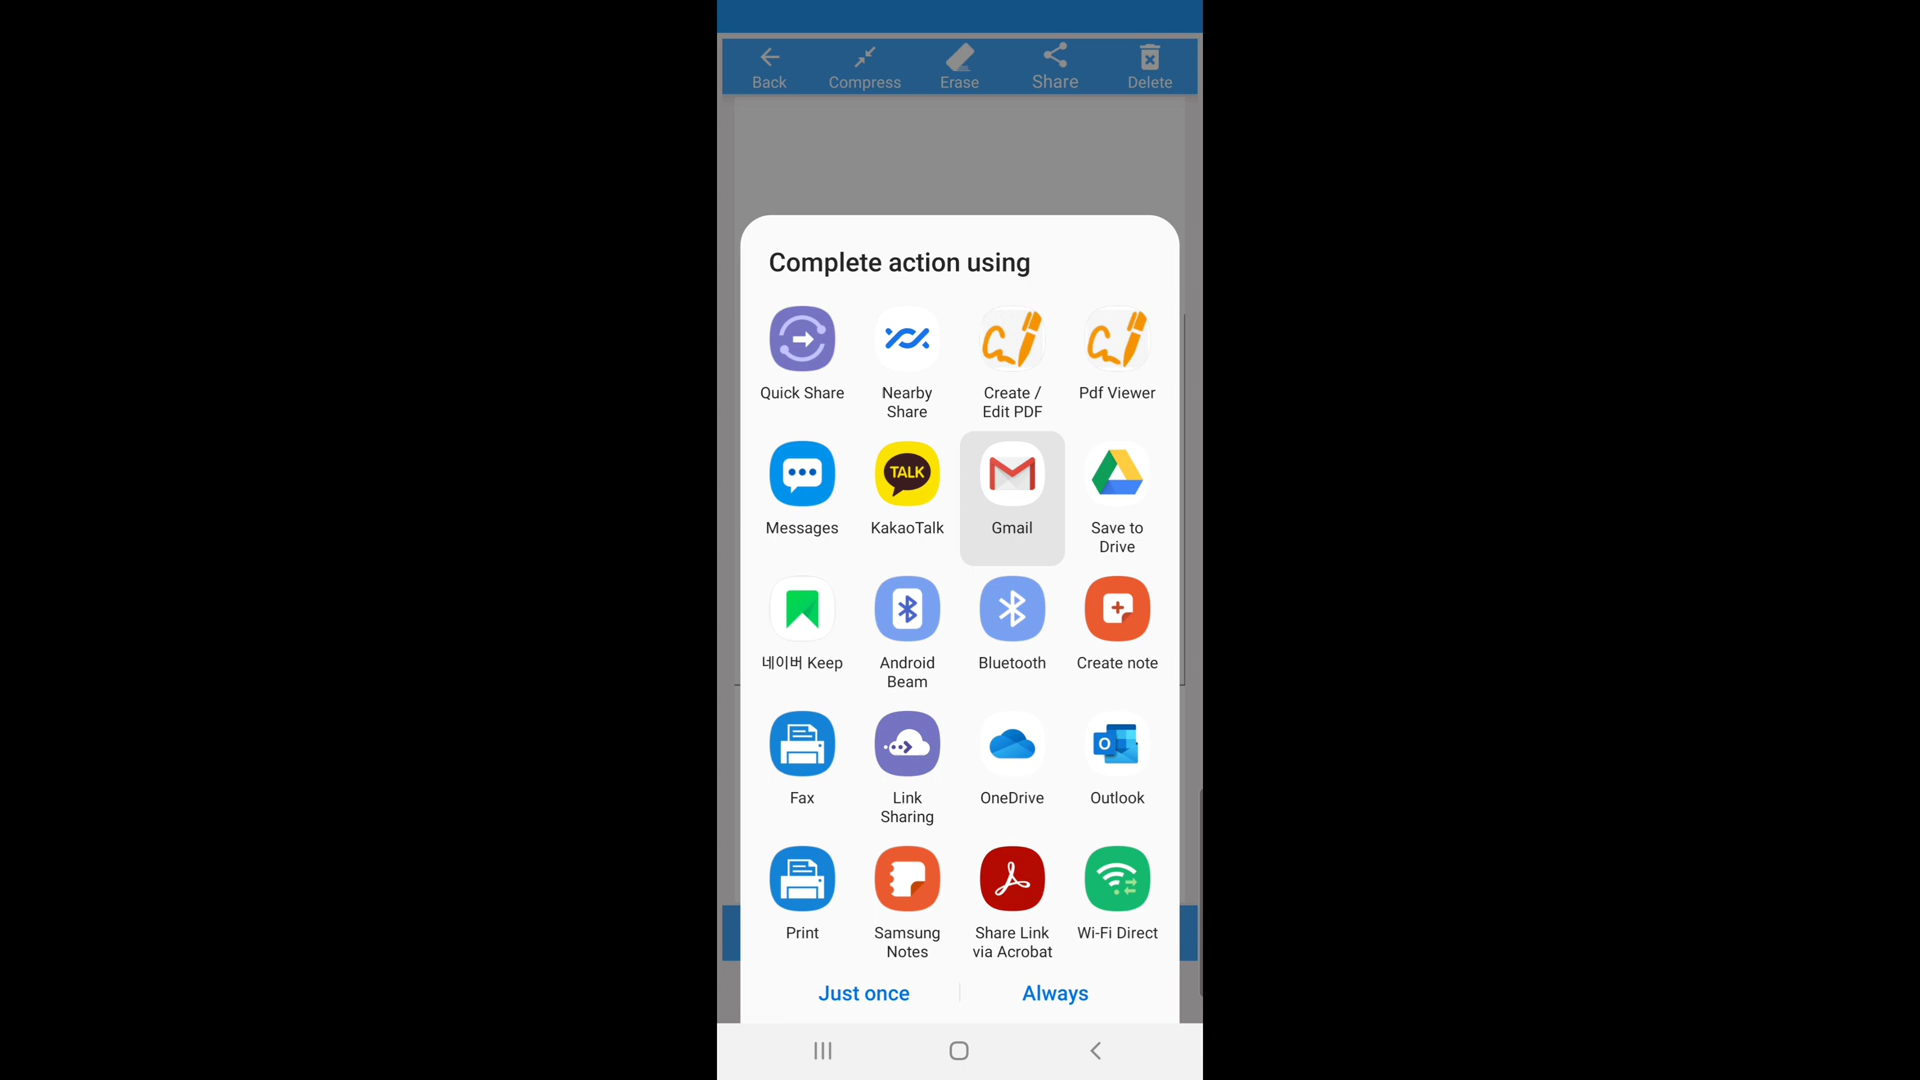 Back Compress Erase Share Delete
Complete action using
Quick Share
Nearby
Share
Create /
Edit PDF
Pdf Viewer
Messages
TALK
KakaoTalk
Gmail
Save to
Drive
네이버 Keep
Android
Beam
Bluetooth
Create note
Fax
Link
Sharing
OneDrive
O
Outlook
Print
Samsung
Notes
Share Link
via Acrobat
Wi-Fi Direct
Just once
Always